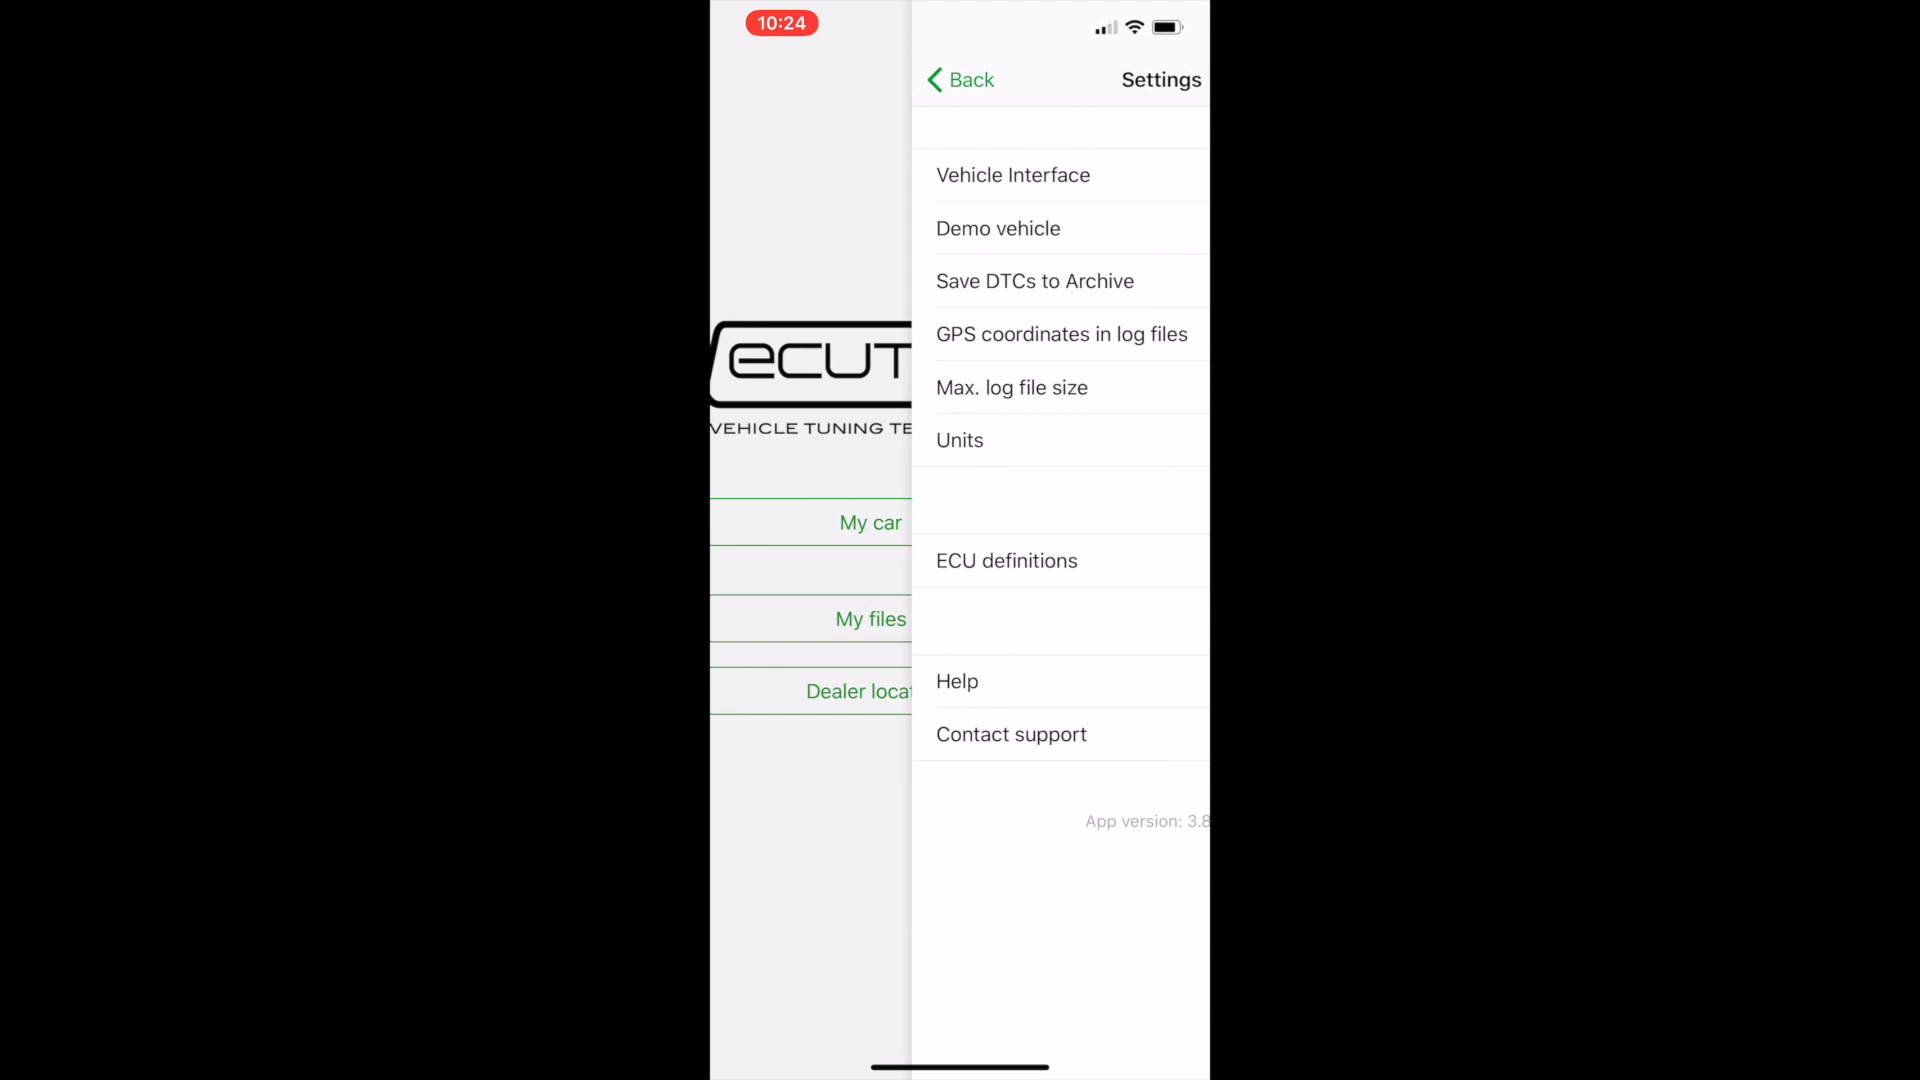 10:24
Back
Settings
Vehicle Interface
Demo vehicle
Save DTCs to Archive
GPS coordinates in log files
Max. log file size
Units
ECU definitions
Help
Contact support
App version: 3.8
ecuT
VEHICLE TUNING TE
My car
My files
Dealer locat